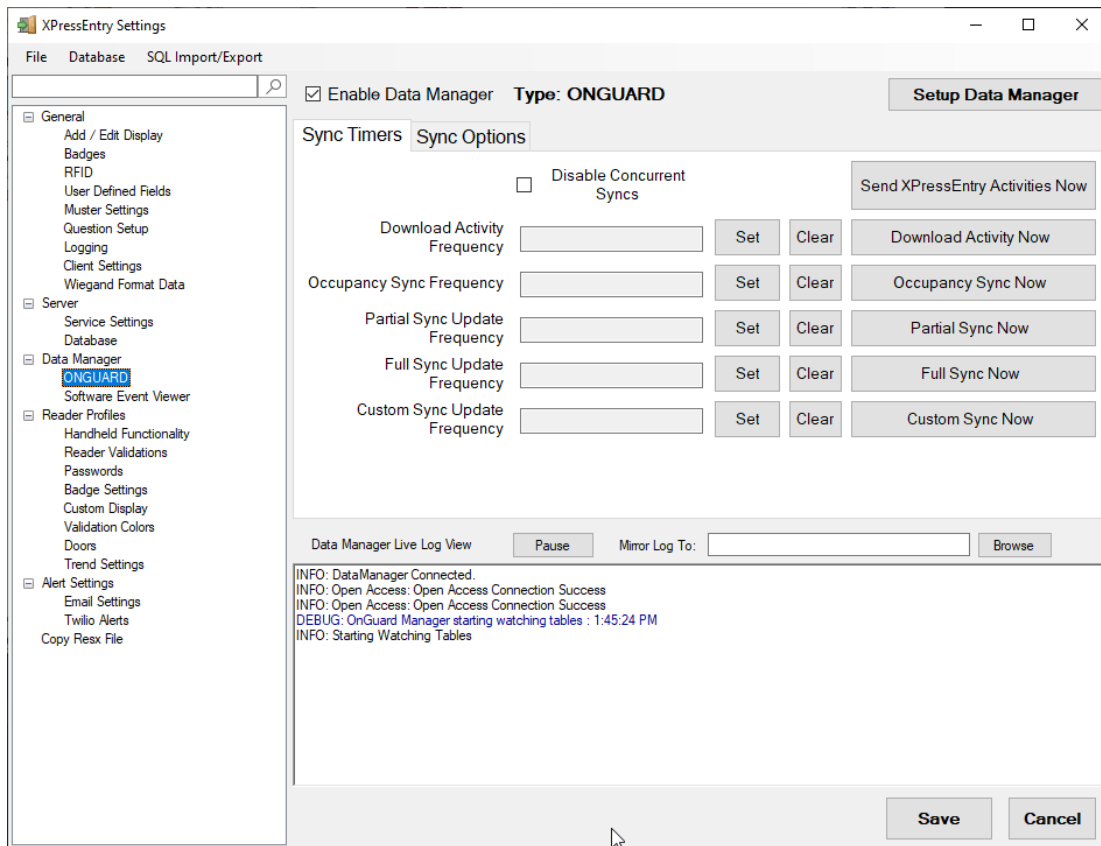 XPressEntry Settings
File Database SQL Import/Export
Enable Data Manager Type: ONGUARD
Setup Data Manager
General
Add / Edit Display
Badges
RFID
User Defined Fields
Muster Settings
Question Setup
Logging
Client Settings
Wiegand Format Data
Server
Service Settings
Database
Data Manager
ONGUARD
Software Event Viewer
Reader Profiles
Handheld Functionality
Reader Validations
Passwords
Badge Settings
Custom Display
Validation Colors
Doors
Trend Settings
Alert Settings
Email Settings
Twilio Alerts
Copy Resx File
Sync Timers Sync Options
Disable Concurrent
Syncs
Send XPressEntry Activities Now
Download Activity
Frequency
Set Clear Download Activity Now
Occupancy Sync Frequency Set Clear Occupancy Sync Now
Partial Sync Update
Frequency
Set Clear Partial Sync Now
Full Sync Update
Frequency
Set Clear Full Sync Now
Custom Sync Update
Frequency
Set Clear Custom Sync Now
Data Manager Live Log View Pause Mirror Log To: Browse
INFO: DataManager Connected.
INFO: Open Access: Open Access Connection Success
INFO: Open Access: Open Access Connection Success
DEBUG: OnGuard Manager starting watching tables : 1:45:24 PM
INFO: Starting Watching Tables
Save Cancel